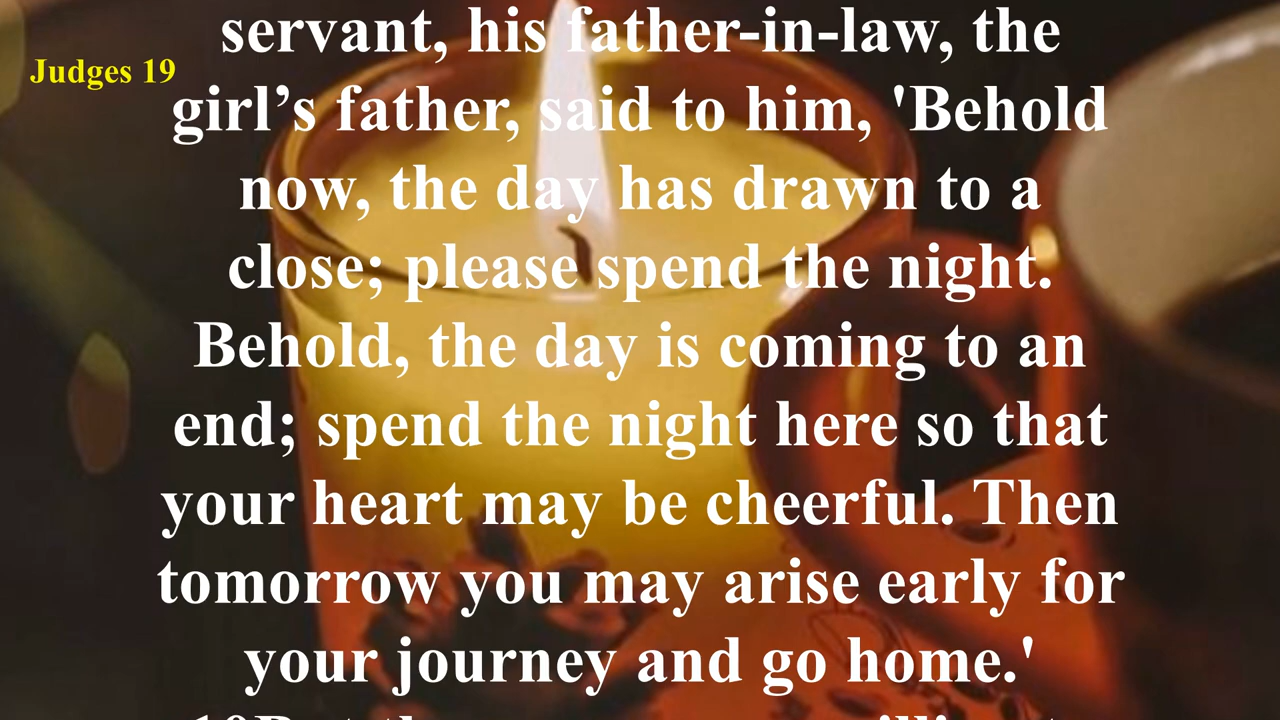 servant, his father-in-law, the
Judges 19
girl’s father, said to him, 'Behold
now, the day has drawn to a
close; please spend the night.
Behold, the day is coming to an
end; spend the night here so that
your heart may be cheerful. Then
tomorrow you may arise early for
your journey and go home.'